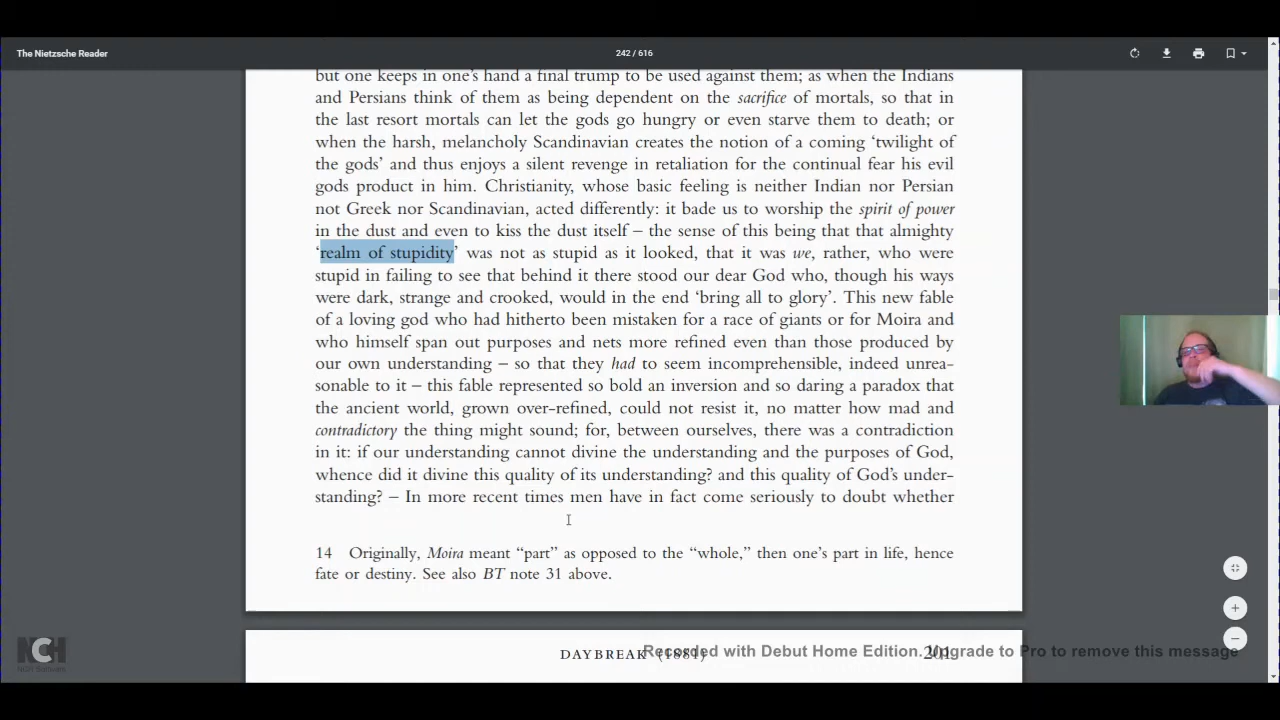 The Nietzsche Reader
242 / 616
but one keeps in one's hand a final trump to be used against them; as when the Indians
and Persians think of them as being dependent on the sacrifice of mortals, so that in
the last resort mortals can let the gods go hungry or even starve them to death; or
when the harsh, melancholy Scandinavian creates the notion of a coming ‘twilight of
the gods’ and thus enjoys a silent revenge in retaliation for the continual fear his evil
gods product in him. Christianity, whose basic feeling is neither Indian nor Persian
not Greek nor Scandinavian, acted differently: it bade us to worship the spirit of power
in the dust and even to kiss the dust itself – the sense of this being that that almighty
‘realm of stupidity’ was not as stupid as it looked, that it was we, rather, who were
stupid in failing to see that behind it there stood our dear God who, though his ways
were dark, strange and crooked, would in the end ‘bring all to glory’. This new fable
of a loving god who had hitherto been mistaken for a race of giants or for Moira and
who himself span out purposes and nets more refined even than those produced by
our own understanding – so that they had to seem incomprehensible, indeed unrea-
sonable to it – this fable represented so bold an inversion and so daring a paradox that
the ancient world, grown over-refined, could not resist it, no matter how mad and
contradictory the thing might sound; for, between ourselves, there was a contradiction
in it: if our understanding cannot divine the understanding and the purposes of God,
whence did it divine this quality of its understanding? and this quality of God's under-
standing? – In more recent times men have in fact come seriously to doubt whether
14 Originally, Moira meant “part” as opposed to the “whole,” then one's part in life, hence
fate or destiny. See also BT note 31 above.
DAYBREAK (1881) 201
Recorded with Debut Home Edition. Upgrade to Pro to remove this message
NCH